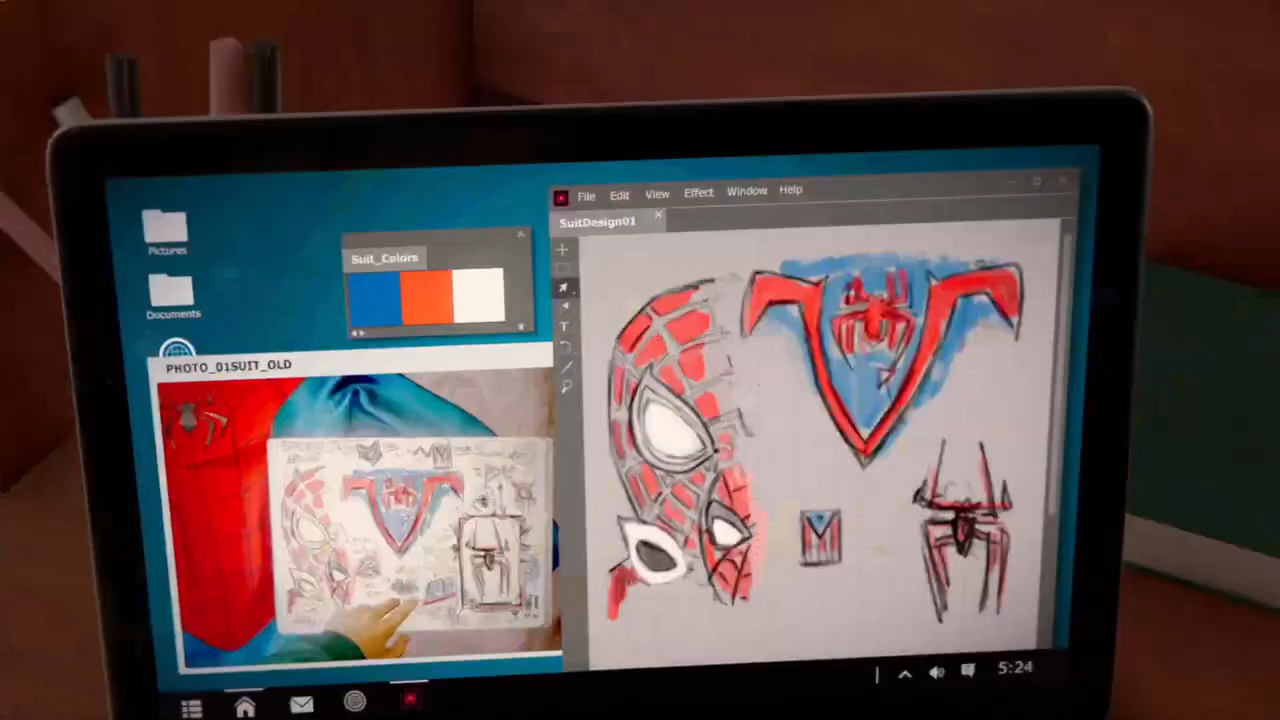 File Edit View Effect Window Help
SuitDesign01
Pictures
Suit_Colors
Documents
PHOTO_01SUIT_OLD
5:24